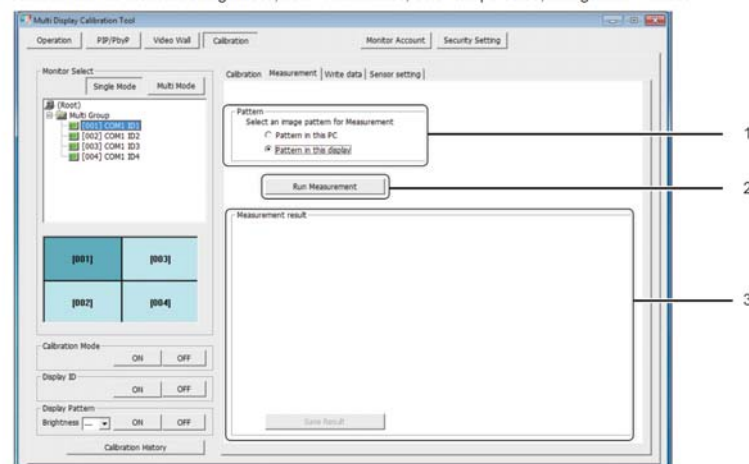 Multi Display Calibration Tool
Operation PIP/PbyP Video Wall Calibration Monitor Account Security Setting
Monitor Select
Single Mode Multi Mode
(Root)
Multi Group
[001] COM1 ID1
[002] COM1 ID2
[003] COM1 ID3
[004] COM1 ID4
[001] [003]
[002] [004]
Calibration Mode
ON OFF
Display ID
ON OFF
Display Pattern
Brightness --- ON OFF
Calibration History
Calibration Measurement Write data Sensor setting
Pattern
Select an image pattern for Measurement
Pattern in this PC
Pattern in this display
1
Run Measurement
2
Measurement result
3
Save Result